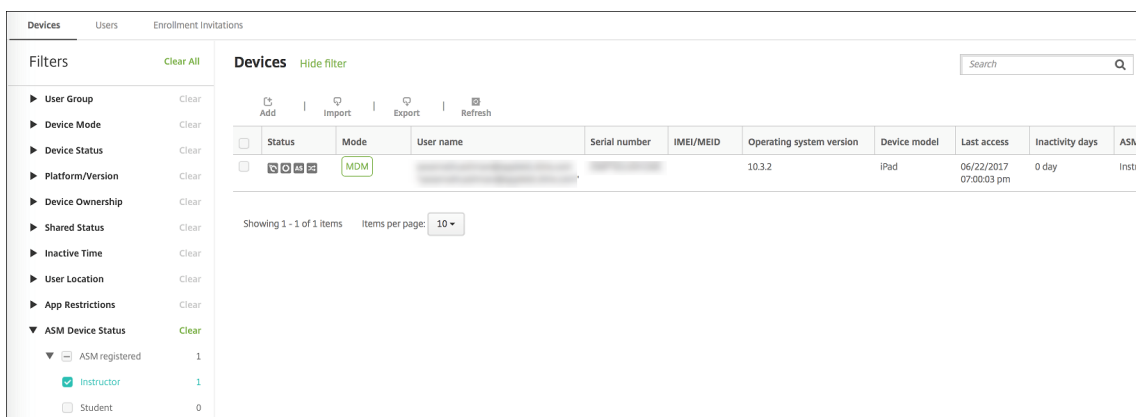 Devices Users Enrollment Invitations
Filters Clear All
User Group Clear
Device Mode Clear
Device Status Clear
Platform/Version Clear
Device Ownership Clear
Shared Status Clear
Inactive Time Clear
User Location Clear
App Restrictions Clear
ASM Device Status Clear
ASM registered 1
Instructor 1
Student 0
Devices Hide filter
Search
Add | Import | Export | Refresh
Status Mode User name Serial number IMEI/MEID Operating system version Device model Last access Inactivity days ASM
AS MDM 10.3.2 iPad 06/22/2017 0 day Inst
07:00:03 pm
Showing 1 - 1 of 1 items Items per page: 10